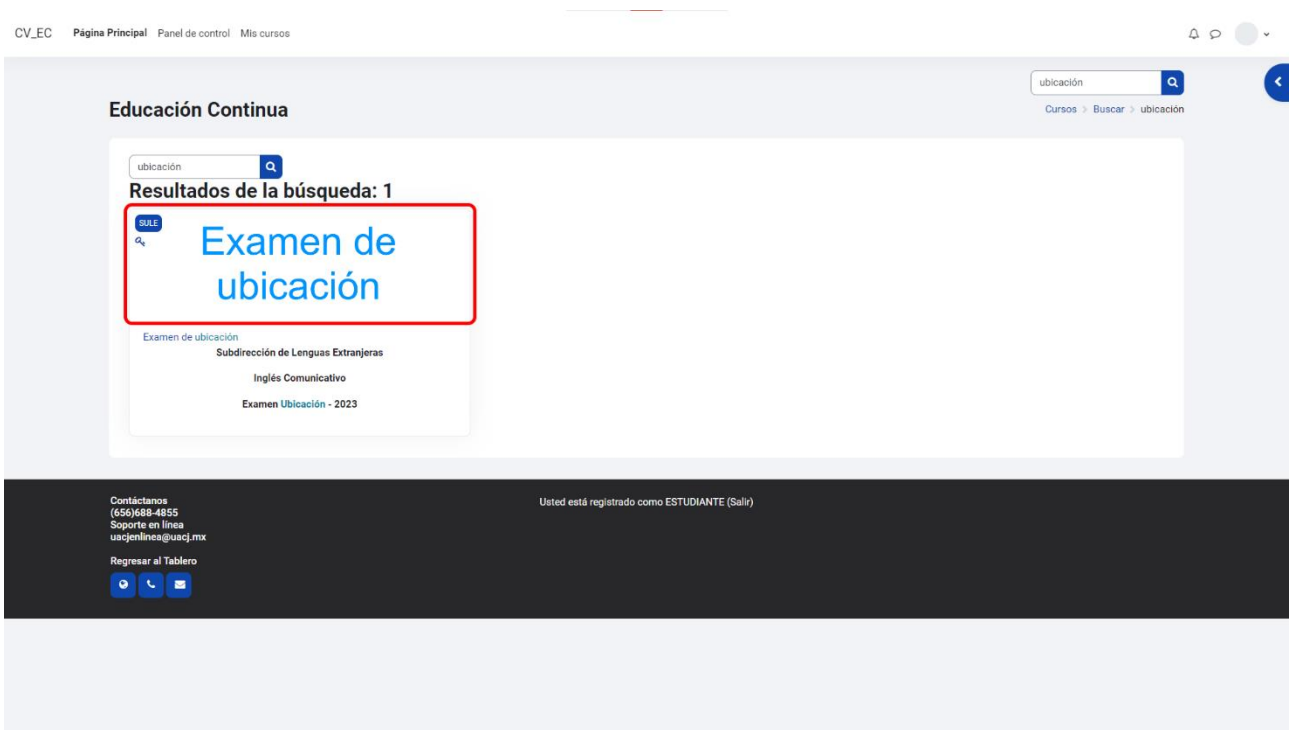 CV_EC Página Principal Panel de control Mis cursos
ubicación
Educación Continua
Cursos > Buscar > ubicación
ubicación
Resultados de la búsqueda: 1
SULE
Examen de
ubicación
Examen de ubicación
Subdirección de Lenguas Extranjeras
Inglés Comunicativo
Examen Ubicación - 2023
Contáctanos
(656)688-4855
Soporte en línea
uacjenlinea@uacj.mx
Regresar al Tablero
Usted está registrado como ESTUDIANTE (Salir)